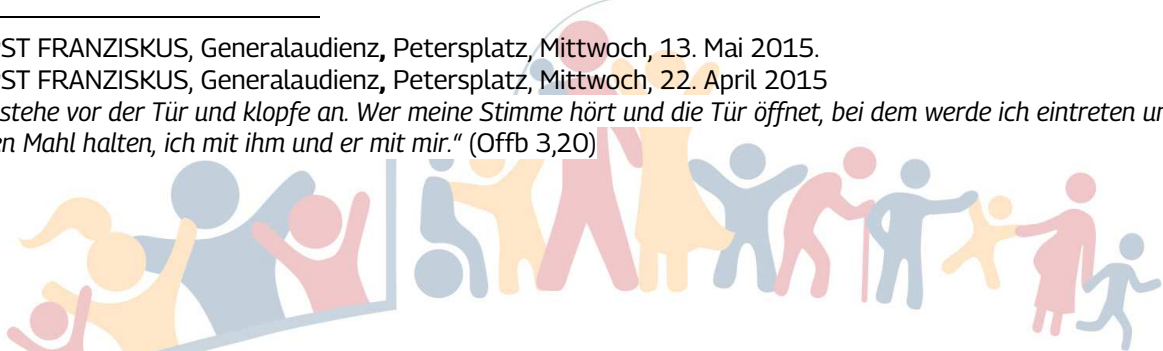 ST FRANZISKUS, Generalaudienz, Petersplatz, Mittwoch, 13. Mai 2015.
ST FRANZISKUS, Generalaudienz, Petersplatz, Mittwoch, 22. April 2015
stehe vor der Tür und klopfe an. Wer meine Stimme hört und die Tür öffnet, bei dem werde ich eintreten
Mahl halten, ich mit ihm und er mit mir.“ (Offb 3,20)